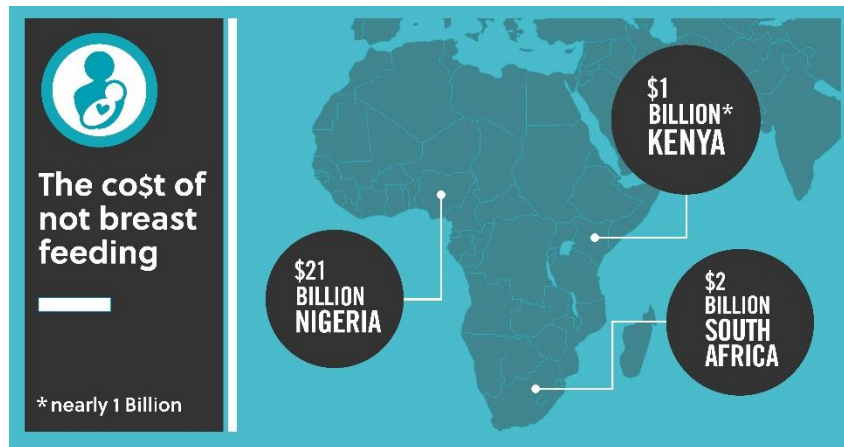 The co$t of
not breast
feeding
* nearly 1 Billion
$1
BILLION*
KENYA
$21
BILLION
NIGERIA
$2
BILLION
SOUTH
AFRICA